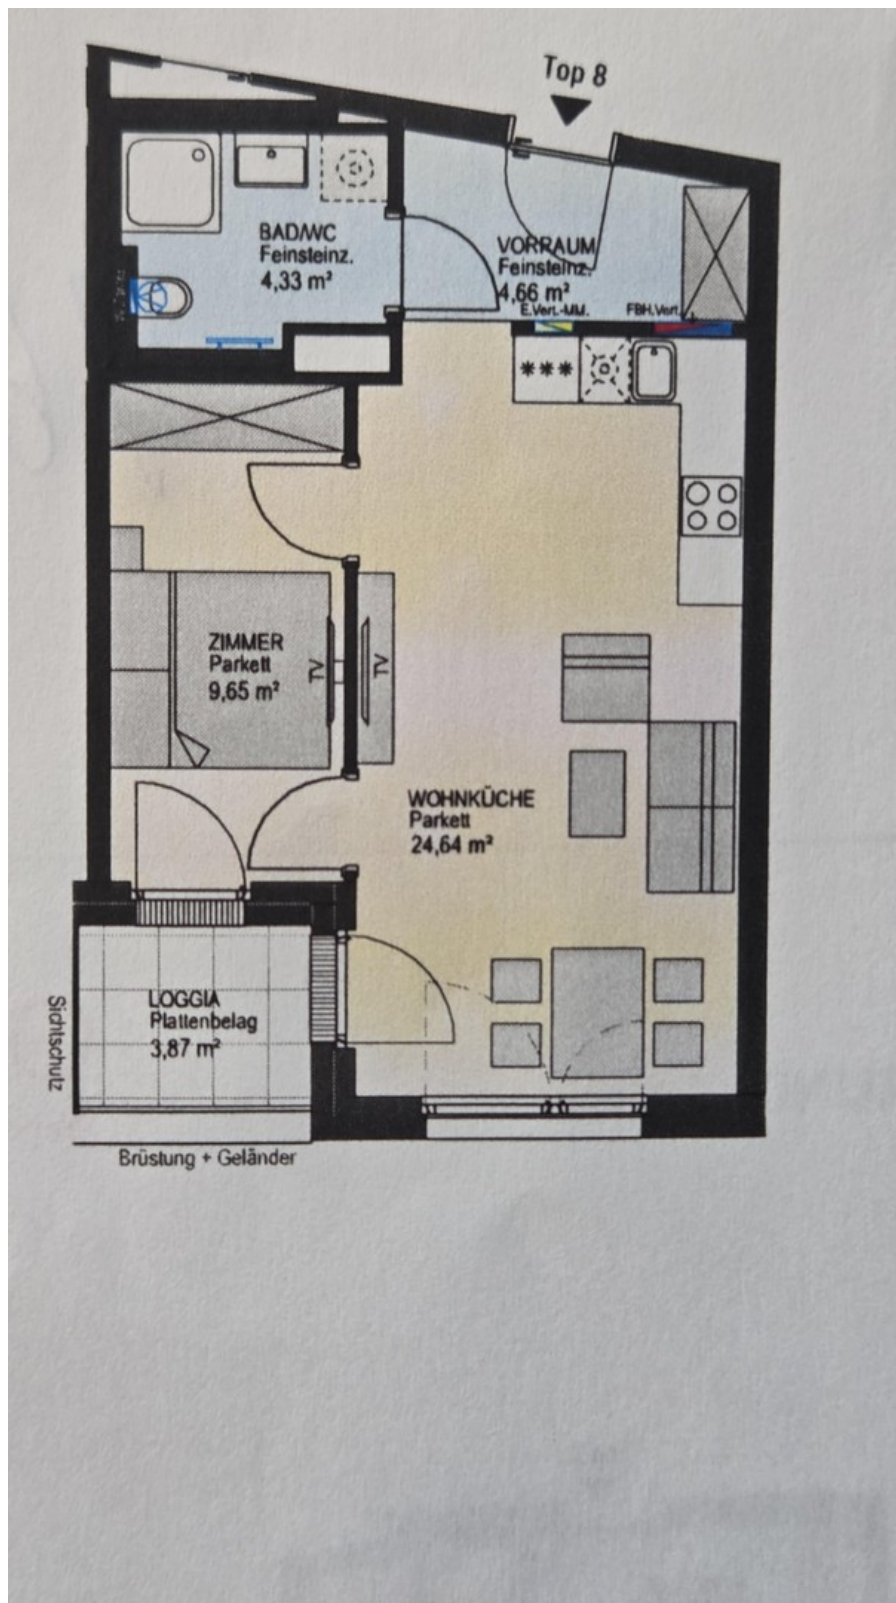 Top 8
BAD/WC
Feinsteinz.
4,33 m²
VORRAUM
Feinsteinz.
4,66 m²
E.Vert.-MM.
FBH.Vert.
ZIMMER
Parkett
9,65 m²
TV
TV
WOHNKÜCHE
Parkett
24,64 m²
LOGGIA
Plattenbelag
3,87 m²
Sichtschutz
Brüstung + Geländer